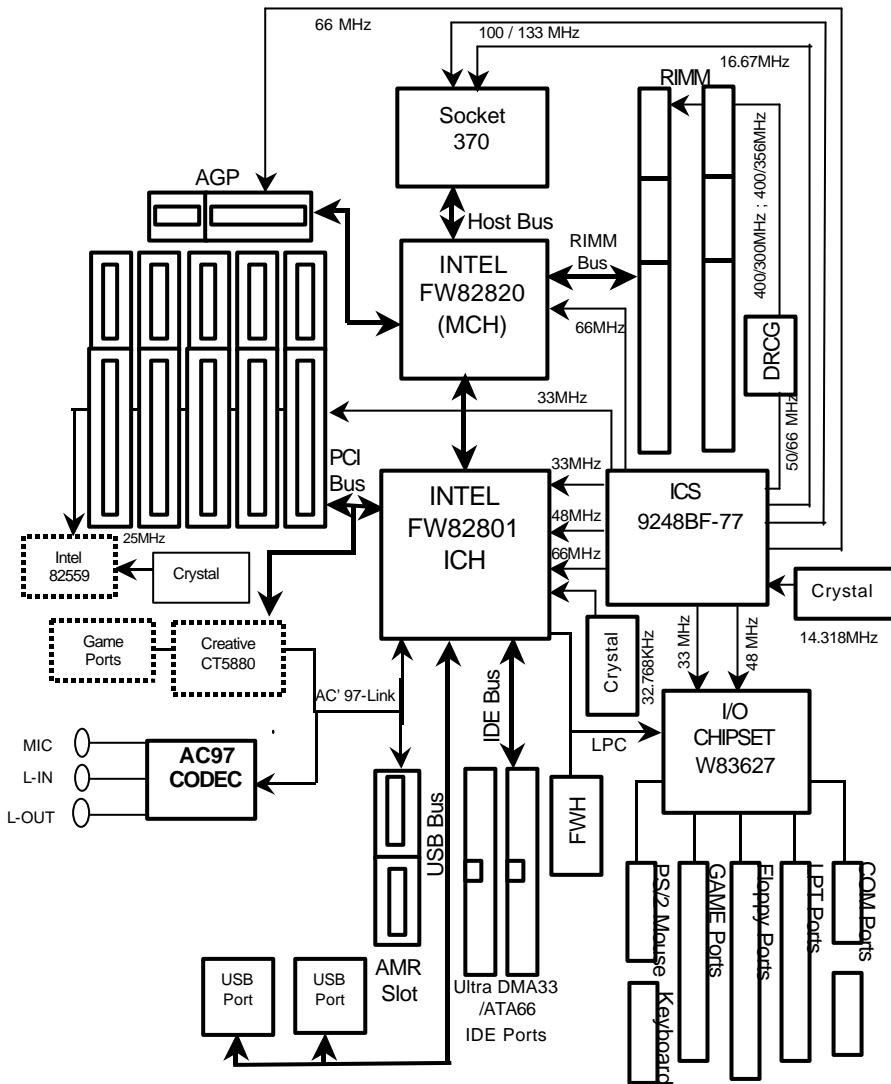 66 MHz
100 / 133 MHz
16.67MHz
RIMM
Socket
370
400/300MHz ; 400/356MHz
AGP
Host Bus
RIMM
Bus
INTEL
FW82820
(MCH)
66MHz
DRCG
33MHz
50/66 MHz
PCI
Bus
INTEL
FW82801
ICH
33MHz
48MHz
66MHz
ICS
9248BF-77
25MHz
Intel
82559
Crystal
Crystal
14.318MHz
Game
Ports
Creative
CT5880
Crystal
32.768KHz
33 MHz
48 MHz
AC' 97-Link
IDE Bus
LPC
I/O
CHIPSET
W83627
MIC
L-IN
L-OUT
AC97
CODEC
USB Bus
FWH
PS/2 Mouse
Keyboard
GAME Ports
Floppy Ports
LPT Ports
COM Ports
AMR
Slot
USB
Port
USB
Port
Ultra DMA33
/ATA66
IDE Ports